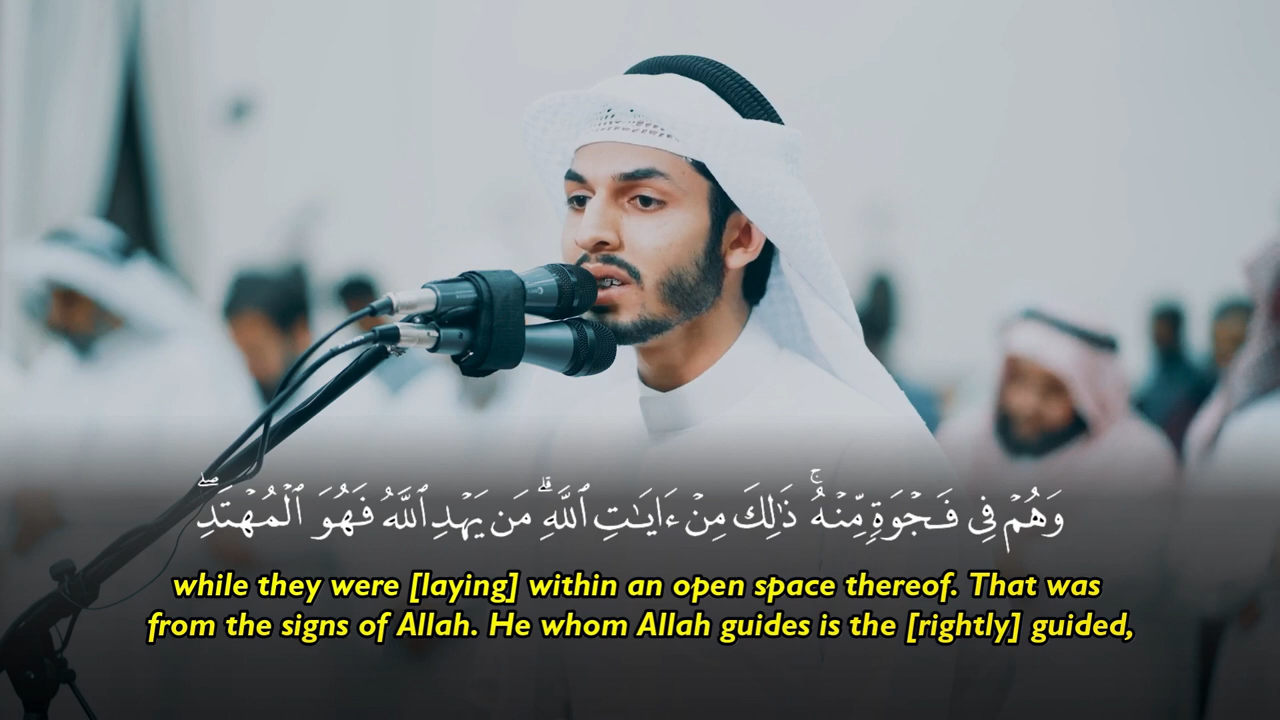 وَهُمۡ فِی فَجۡوَةࣲ مِّنۡهُۚ ذَ ٰ⁠لِكَ مِنۡ ءَایَـٰتِ ٱللَّهِۗ مَن یَهۡدِ ٱللَّهُ فَهُوَ ٱلۡمُهۡتَدِۖ
while they were [laying] within an open space thereof. That was
from the signs of Allah. He whom Allah guides is the [rightly] guided,